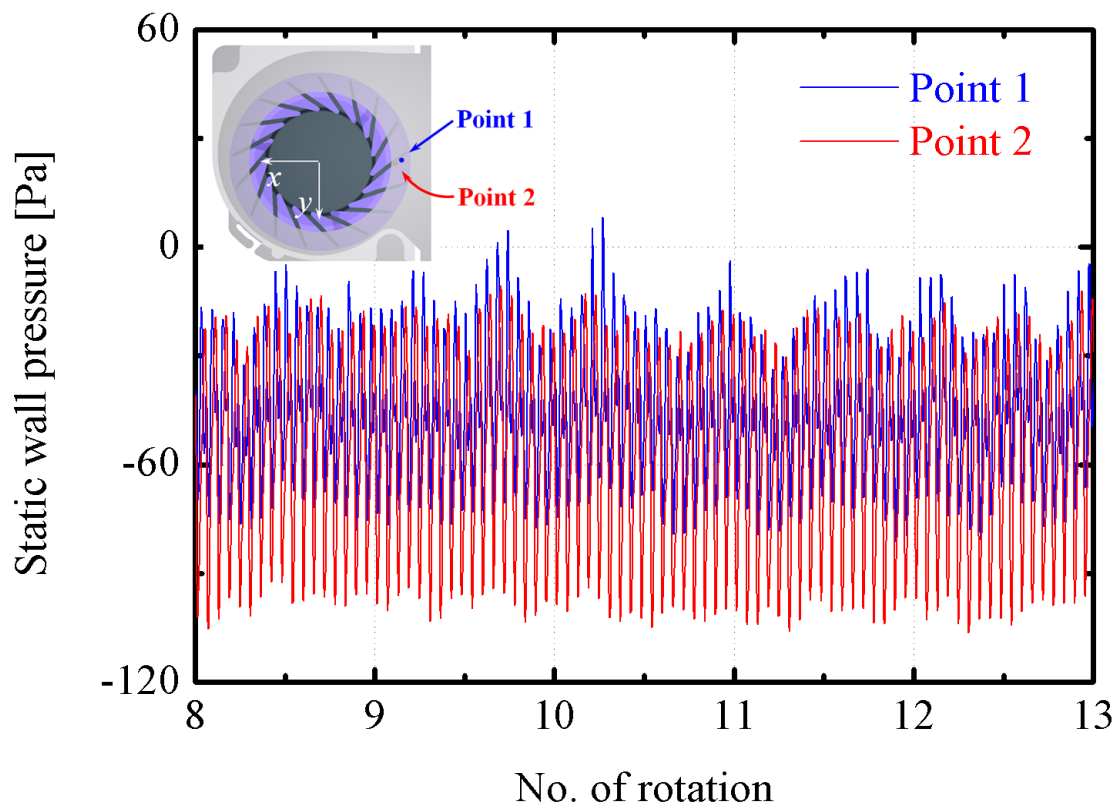 60
Point 1
Point 2
Point 1
Point 2
x
y
0
-60
-120
Static wall pressure [Pa]
8
9
10
11
12
13
No. of rotation